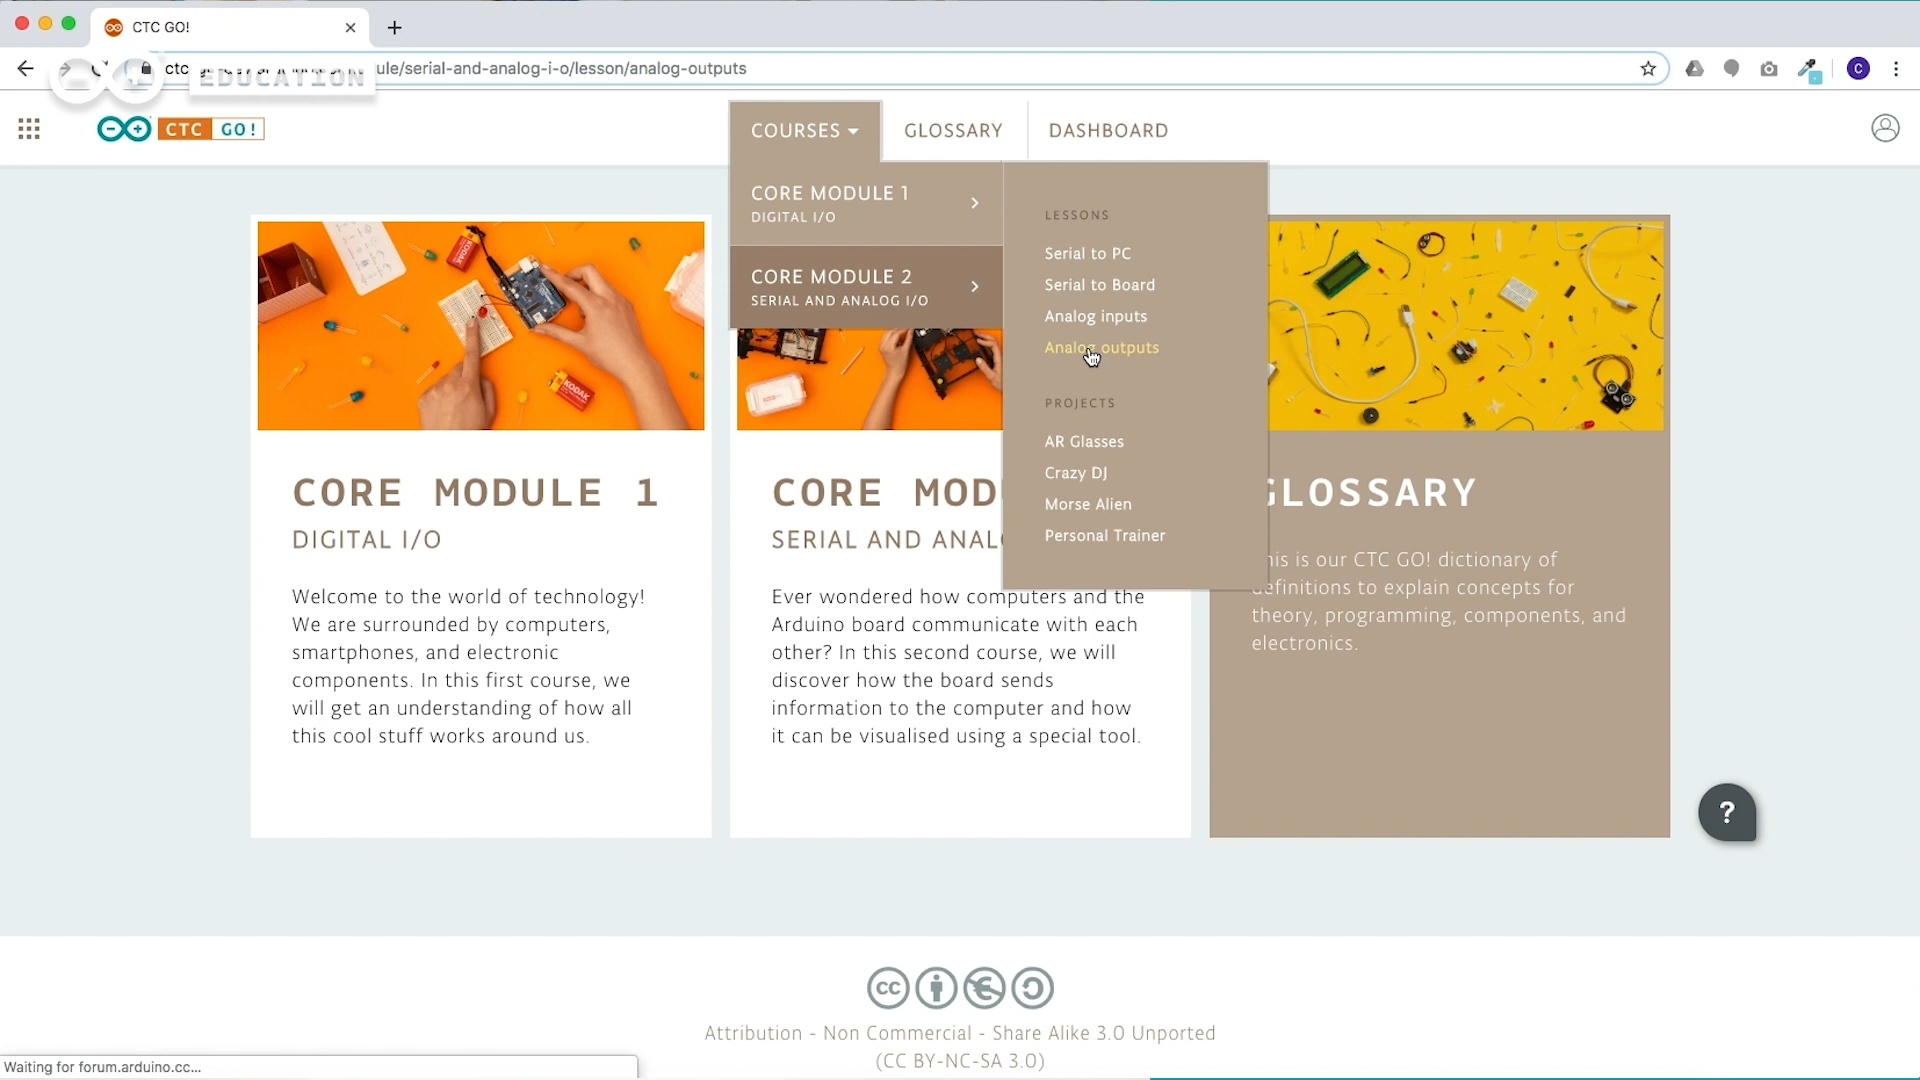 CTC GO!
ule/serial-and-analog-i-o/lesson/analog-outputs
EDUCATION
C
CTC GO!
COURSES
GLOSSARY
DASHBOARD
CORE MODULE 1
DIGITAL I/O
CORE MODULE 2
SERIAL AND ANALOG I/O
LESSONS
Serial to PC
Serial to Board
Analog inputs
Analog outputs
PROJECTS
AR Glasses
Crazy DJ
Morse Alien
Personal Trainer
KODAK
KODAK
CORE MODULE 1
DIGITAL I/O
Welcome to the world of technology!
We are surrounded by computers,
smartphones, and electronic
components. In this first course, we
will get an understanding of how all
this cool stuff works around us.
CORE MOD
SERIAL AND ANAL
Ever wondered how computers and the
Arduino board communicate with each
other? In this second course, we will
discover how the board sends
information to the computer and how
it can be visualised using a special tool.
GLOSSARY
This is our CTC GO! dictionary of
definitions to explain concepts for
theory, programming, components, and
electronics.
?
cc
Attribution - Non Commercial - Share Alike 3.0 Unported
(CC BY-NC-SA 3.0)
Waiting for forum.arduino.cc...